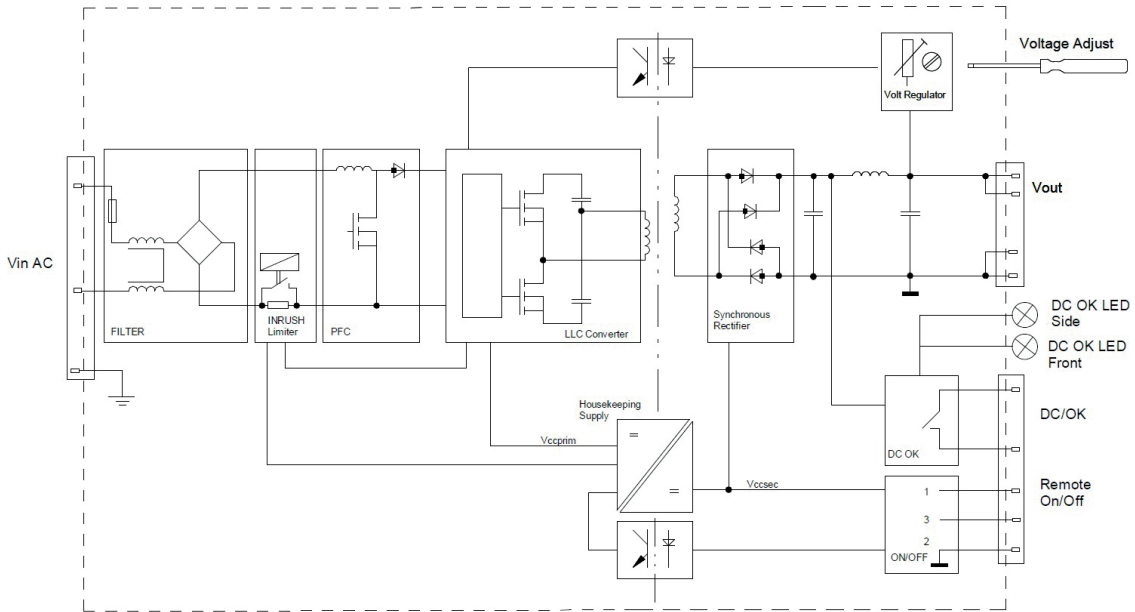 Voltage Adjust
Volt Regulator
Vout
Vin AC
FILTER
INRUSH
Limiter
PFC
LLC Converter
Synchronous
Rectifier
DC OK LED
Side
DC OK LED
Front
Housekeeping
Supply
Vccprim
DC/OK
DC OK
Vccsec
Remote
On/Off
1
3
2
ON/OFF